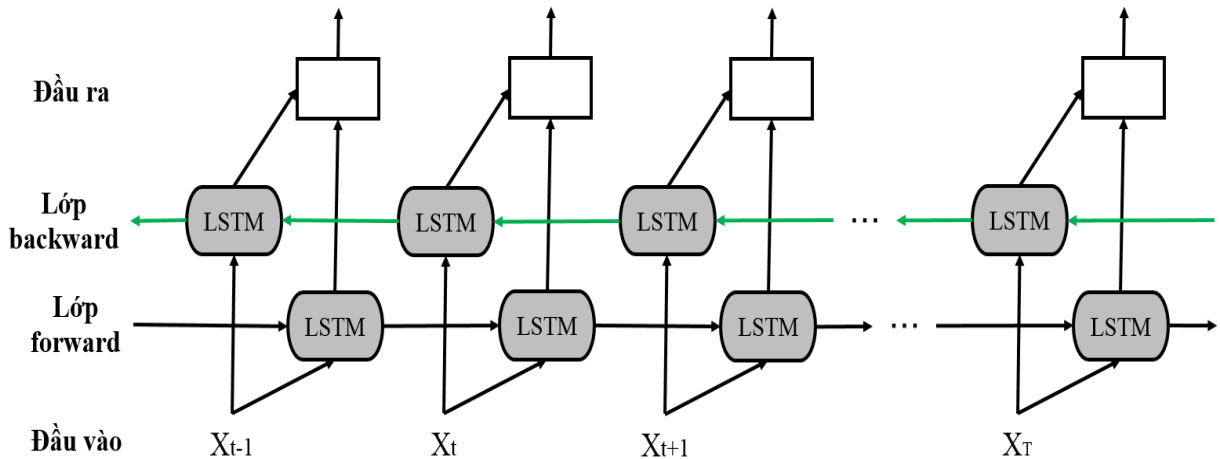 Đầu ra
Lớp
backward
LSTM LSTM LSTM ... LSTM
Lớp
forward
LSTM LSTM LSTM ... LSTM
Đầu vào Xt-1 Xt Xt+1 XT